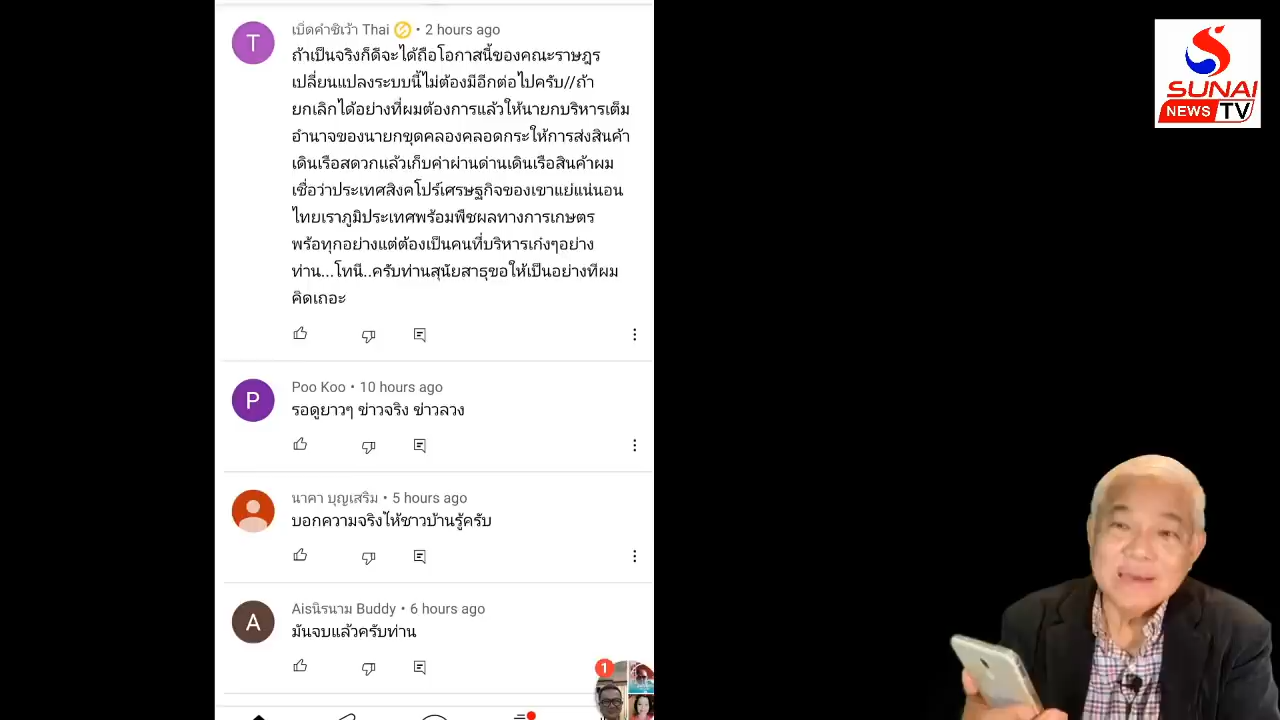 T
เบ็ดคำซิเว้า Thai • 2 hours ago
ถ้าเป็นจริงก็ดีจะได้ถือโอกาสนี้ของคณะราษฎร
เปลี่ยนแปลงระบบนี้ไม่ต้องมีอีกต่อไปครับ//ถ้า
ยกเลิกได้อย่างที่ผมต้องการแล้วให้นายกบริหารเต็ม
อำนาจของนายกขุดคลองคลอดกระให้การส่งสินค้า
เดินเรือสดวกแล้วเก็บค่าผ่านด่านเดินเรือสินค้าผม
เชื่อว่าประเทศสิงคโปร์เศรษฐกิจของเขาแย่แน่นอน
ไทยเราภูมิประเทศพร้อมพืชผลทางการเกษตร
พร้อทุกอย่างแต่ต้องเป็นคนที่บริหารเก่งๆอย่าง
ท่าน...โทนี..ครับท่านสุนัยสาธุขอให้เป็นอย่างทีผม
คิดเถอะ
P
Poo Koo • 10 hours ago
รอดูยาวๆ ข่าวจริง ข่าวลวง
นาคา บุญเสริม • 5 hours ago
บอกความจริงไห้ชาวบ้านรู้ครับ
A
Aisนิรนาม Buddy • 6 hours ago
มันจบแล้วครับท่าน
1
SUNAI
NEWS TV